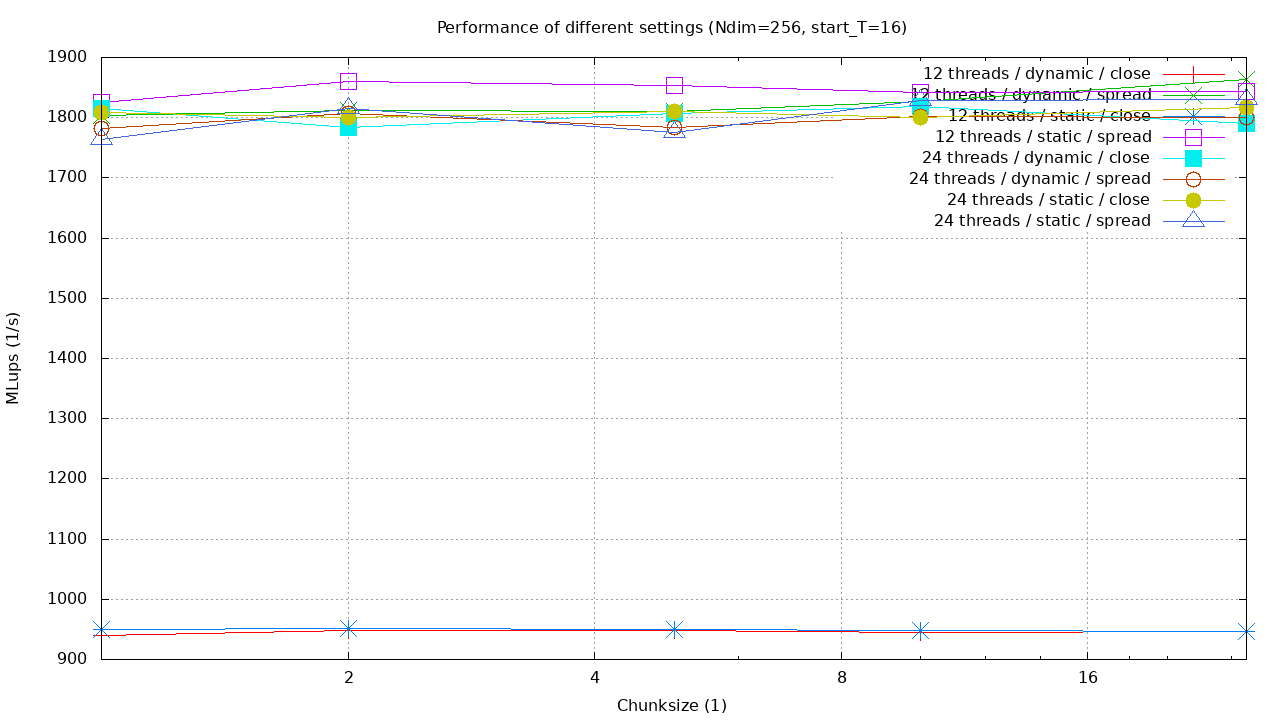 Performance of different settings (Ndim=256, start_T=16)
1900
1800
1700
1600
1500
1400
1300
1200
1100
1000
900
MLups (1/s)
12 threads / dynamic / close
12 threads / dynamic / spread
12 threads / static / close
12 threads / static / spread
24 threads / dynamic / close
24 threads / dynamic / spread
24 threads / static / close
24 threads / static / spread
2 4 8 16
Chunksize (1)